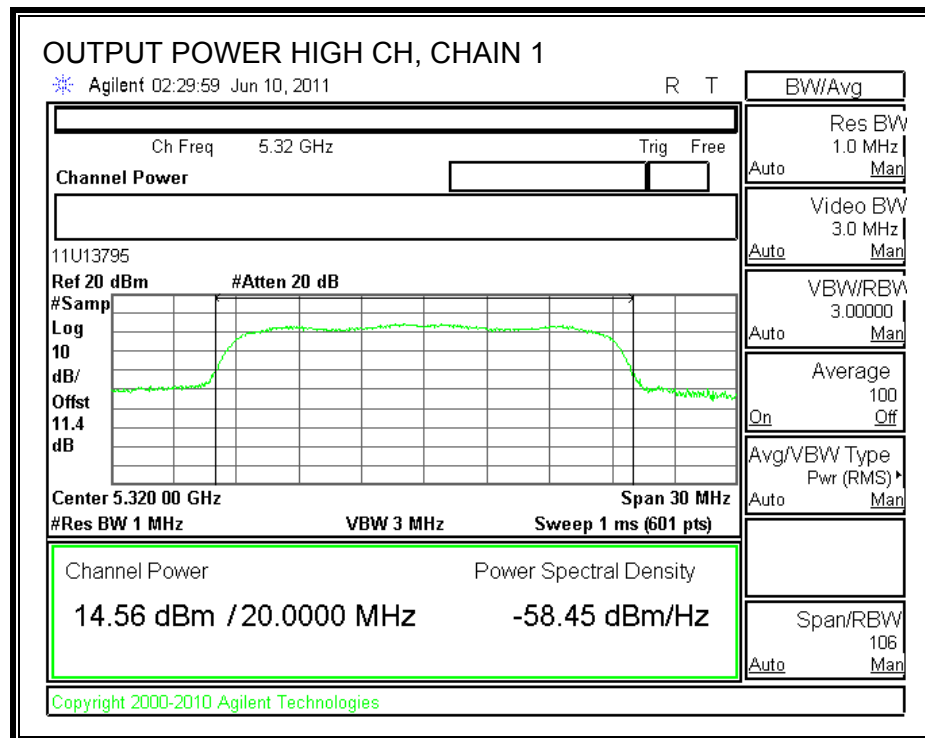 OUTPUT POWER HIGH CH, CHAIN 1
Agilent 02:29:59 Jun 10, 2011 R T
Ch Freq 5.32 GHz Trig Free
Channel Power
11U13795
Ref 20 dBm #Atten 20 dB
#Samp
Log
10
dB/
Offst
11.4
dB
Center 5.320 00 GHz Span 30 MHz
#Res BW 1 MHz VBW 3 MHz Sweep 1 ms (601 pts)
Channel Power Power Spectral Density
14.56 dBm / 20.0000 MHz -58.45 dBm/Hz
Copyright 2000-2010 Agilent Technologies
BW/Avg
Res BW
1.0 MHz
Auto Man
Video BW
3.0 MHz
Auto Man
VBW/RBW
3.00000
Auto Man
Average
100
On Off
Avg/VBW Type
Pwr (RMS)
Auto Man
Span/RBW
106
Auto Man